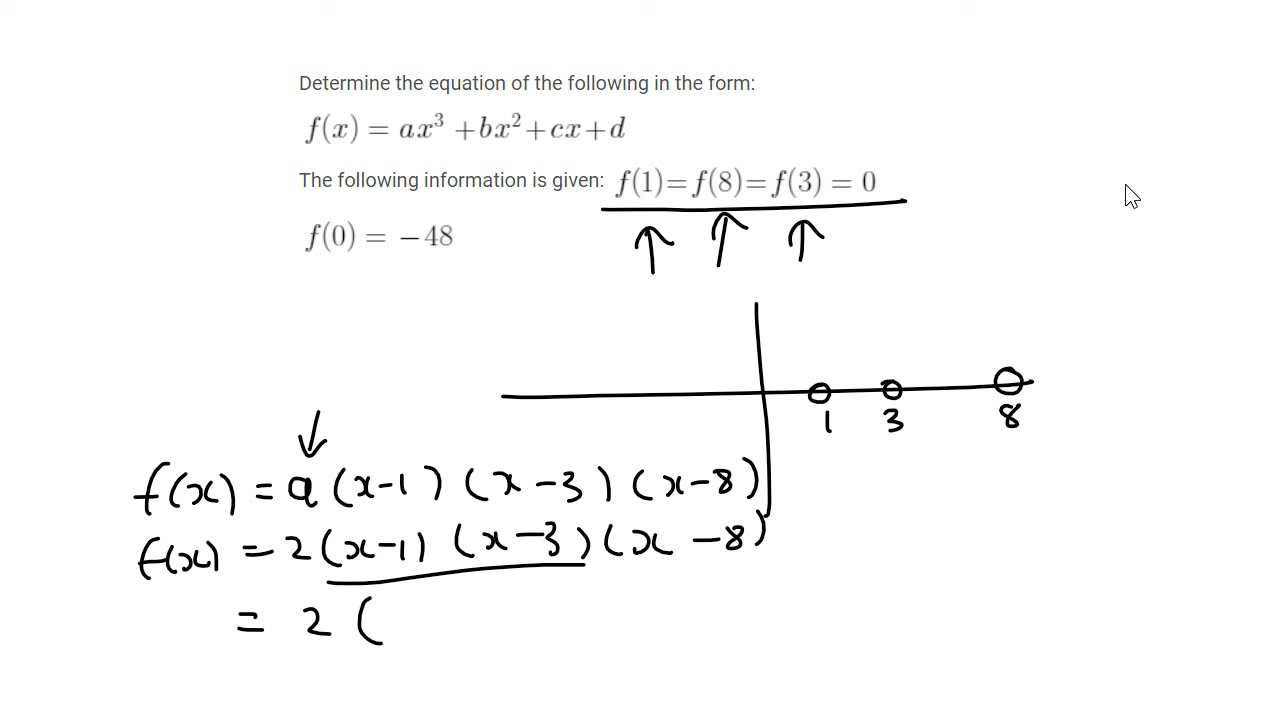 Determine the equation of the following in the form:
f(x) = ax³ +bx²+cx+d
The following information is given: f(1)=f(8)=f(3) = 0
f(0) = −48
1 3 8
f(x) = a(x-1)(x-3)(x-8)
f(x) = 2(x-1)(x-3)(x-8)
= 2(